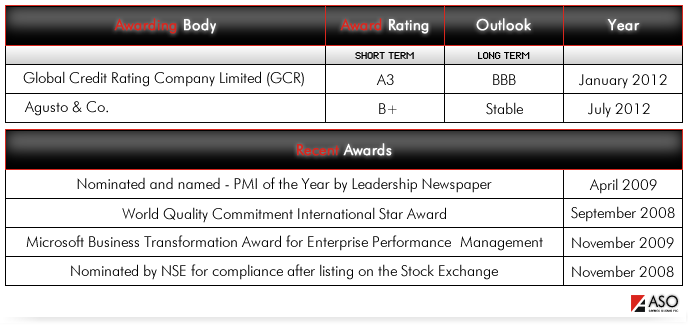 Awarding Body Award Rating Outlook Year
SHORT TERM LONG TERM
Global Credit Rating Company Limited (GCR) A3 BBB January 2012
Agusto & Co. B+ Stable July 2012
Recent Awards
Nominated and named - PMI of the Year by Leadership Newspaper April 2009
World Quality Commitment International Star Award September 2008
Microsoft Business Transformation Award for Enterprise Performance Management November 2009
Nominated by NSE for compliance after listing on the Stock Exchange November 2008
ASO